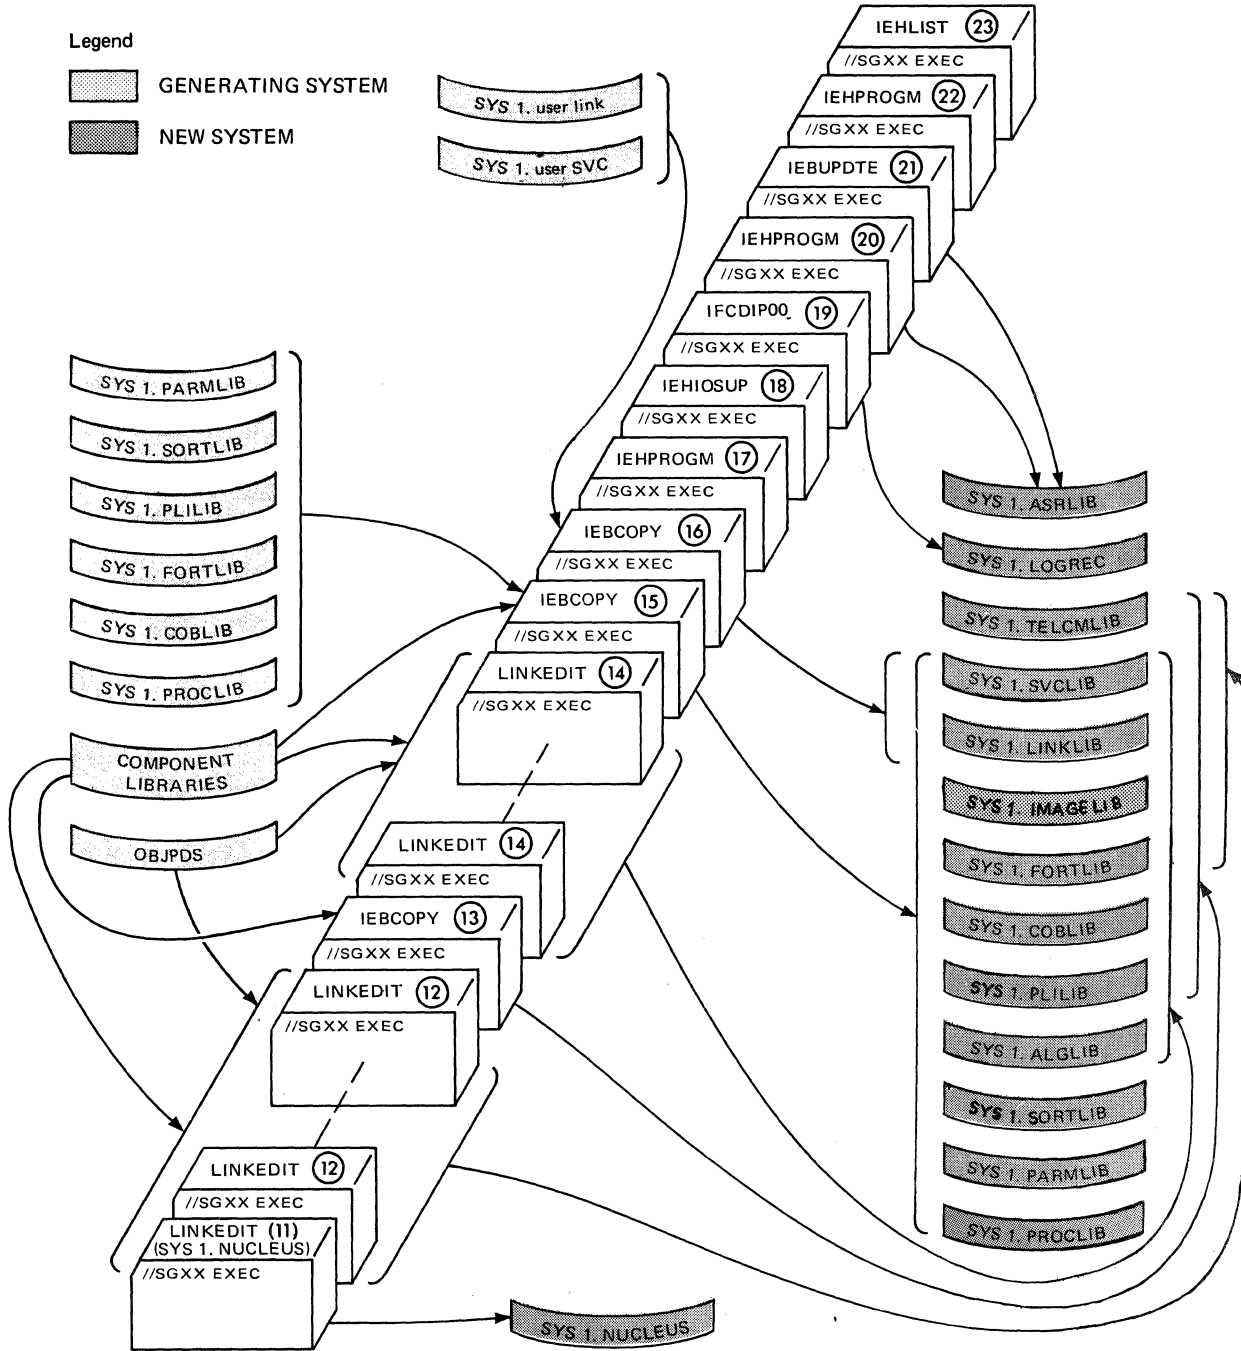 Legend
GENERATING SYSTEM
NEW SYSTEM
SYS 1. user link
SYS 1. user SVC
IEHLIST (23)
//SGXX EXEC
IEHPROGM (22)
//SGXX EXEC
IEBUPDTE (21)
//SGXX EXEC
IEHPROGM (20)
//SGXX EXEC
IFCDIP00 (19)
//SGXX EXEC
IEHIOSUP (18)
//SGXX EXEC
IEHPROGM (17)
//SGXX EXEC
IEBCOPY (16)
//SGXX EXEC
IEBCOPY (15)
//SGXX EXEC
LINKEDIT (14)
//SGXX EXEC
LINKEDIT (14)
//SGXX EXEC
IEBCOPY (13)
//SGXX EXEC
LINKEDIT (12)
//SGXX EXEC
LINKEDIT (12)
//SGXX EXEC
LINKEDIT (11)
(SYS 1. NUCLEUS)
//SGXX EXEC
SYS 1. PARMLIB
SYS 1. SORTLIB
SYS 1. PLILIB
SYS 1. FORTLIB
SYS 1. COBLIB
SYS 1. PROCLIB
COMPONENT
LIBRARIES
OBJPDS
SYS 1. ASRLIB
SYS 1. LOGREC
SYS 1. TELCMLIB
SYS 1. SVCLIB
SYS 1. LINKLIB
SYS 1. IMAGELIB
SYS 1. FORTLIB
SYS 1. COBLIB
SYS 1. PLILIB
SYS 1. ALGLIB
SYS 1. SORTLIB
SYS 1. PARMLIB
SYS 1. PROCLIB
SYS 1. NUCLEUS